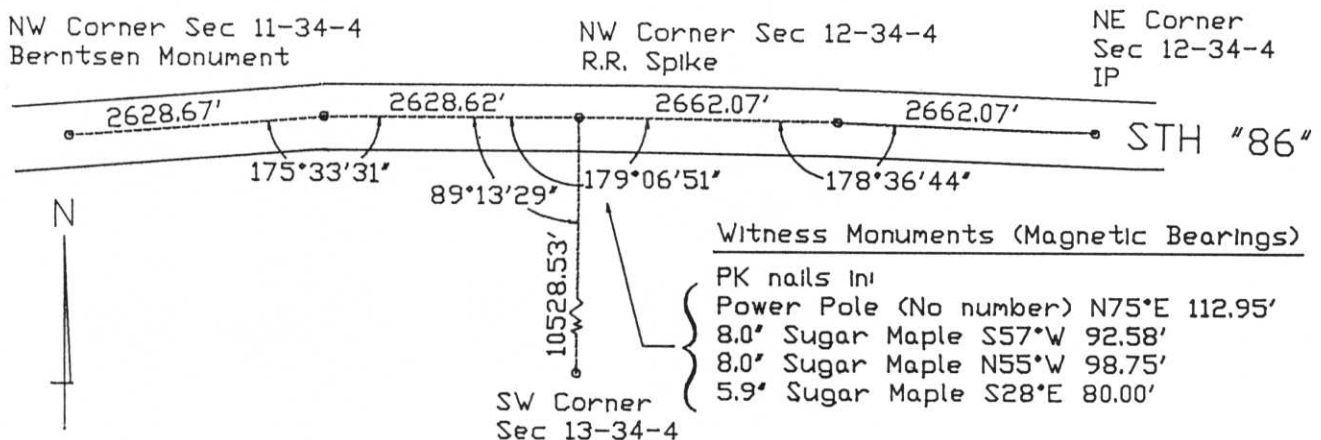 NW Corner Sec 11-34-4
Berntsen Monument
NW Corner Sec 12-34-4
R.R. Spike
NE Corner
Sec 12-34-4
IP
2628.67'
2628.62'
2662.07'
2662.07'
STH "86"
175°33'31"
89°13'29"
179°06'51"
178°36'44"
N
10528.53'
Witness Monuments (Magnetic Bearings)
PK nails in:
Power Pole (No number) N75°E 112.95'
8.0" Sugar Maple S57°W 92.58'
8.0" Sugar Maple N55°W 98.75'
5.9" Sugar Maple S28°E 80.00'
SW Corner
Sec 13-34-4